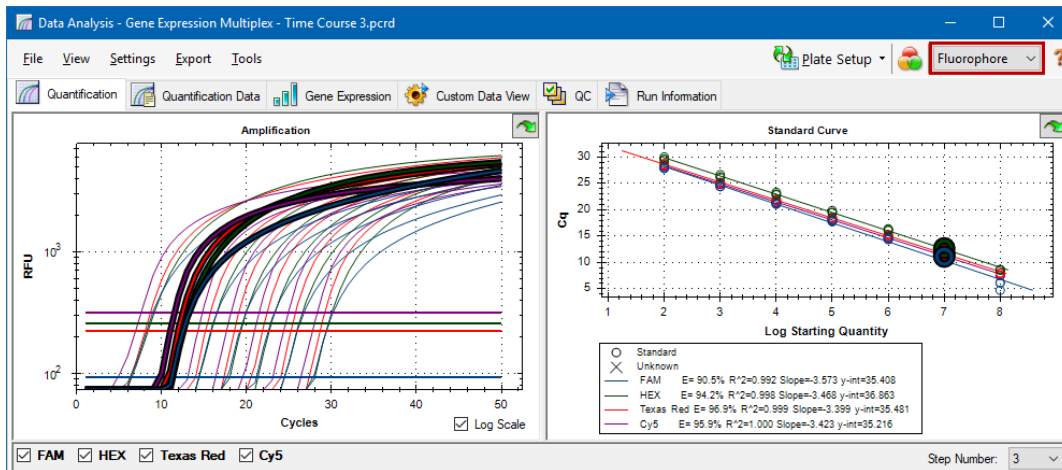 Data Analysis - Gene Expression Multiplex - Time Course 3.pcrd
File View Settings Export Tools Plate Setup Fluorophore ?
Quantification Quantification Data Gene Expression Custom Data View QC Run Information
Amplification
10^3
10^2
RFU
0 10 20 30 40 50
Cycles
Log Scale
Standard Curve
30
25
20
15
10
5
Cq
1 2 3 4 5 6 7 8
Log Starting Quantity
Standard
Unknown
FAM E= 90.5% R^2=0.992 Slope=-3.573 y-int=35.408
HEX E= 94.2% R^2=0.998 Slope=-3.468 y-int=36.863
Texas Red E= 96.9% R^2=0.999 Slope=-3.399 y-int=35.481
Cy5 E= 95.9% R^2=1.000 Slope=-3.423 y-int=35.216
FAM HEX Texas Red Cy5 Step Number: 3